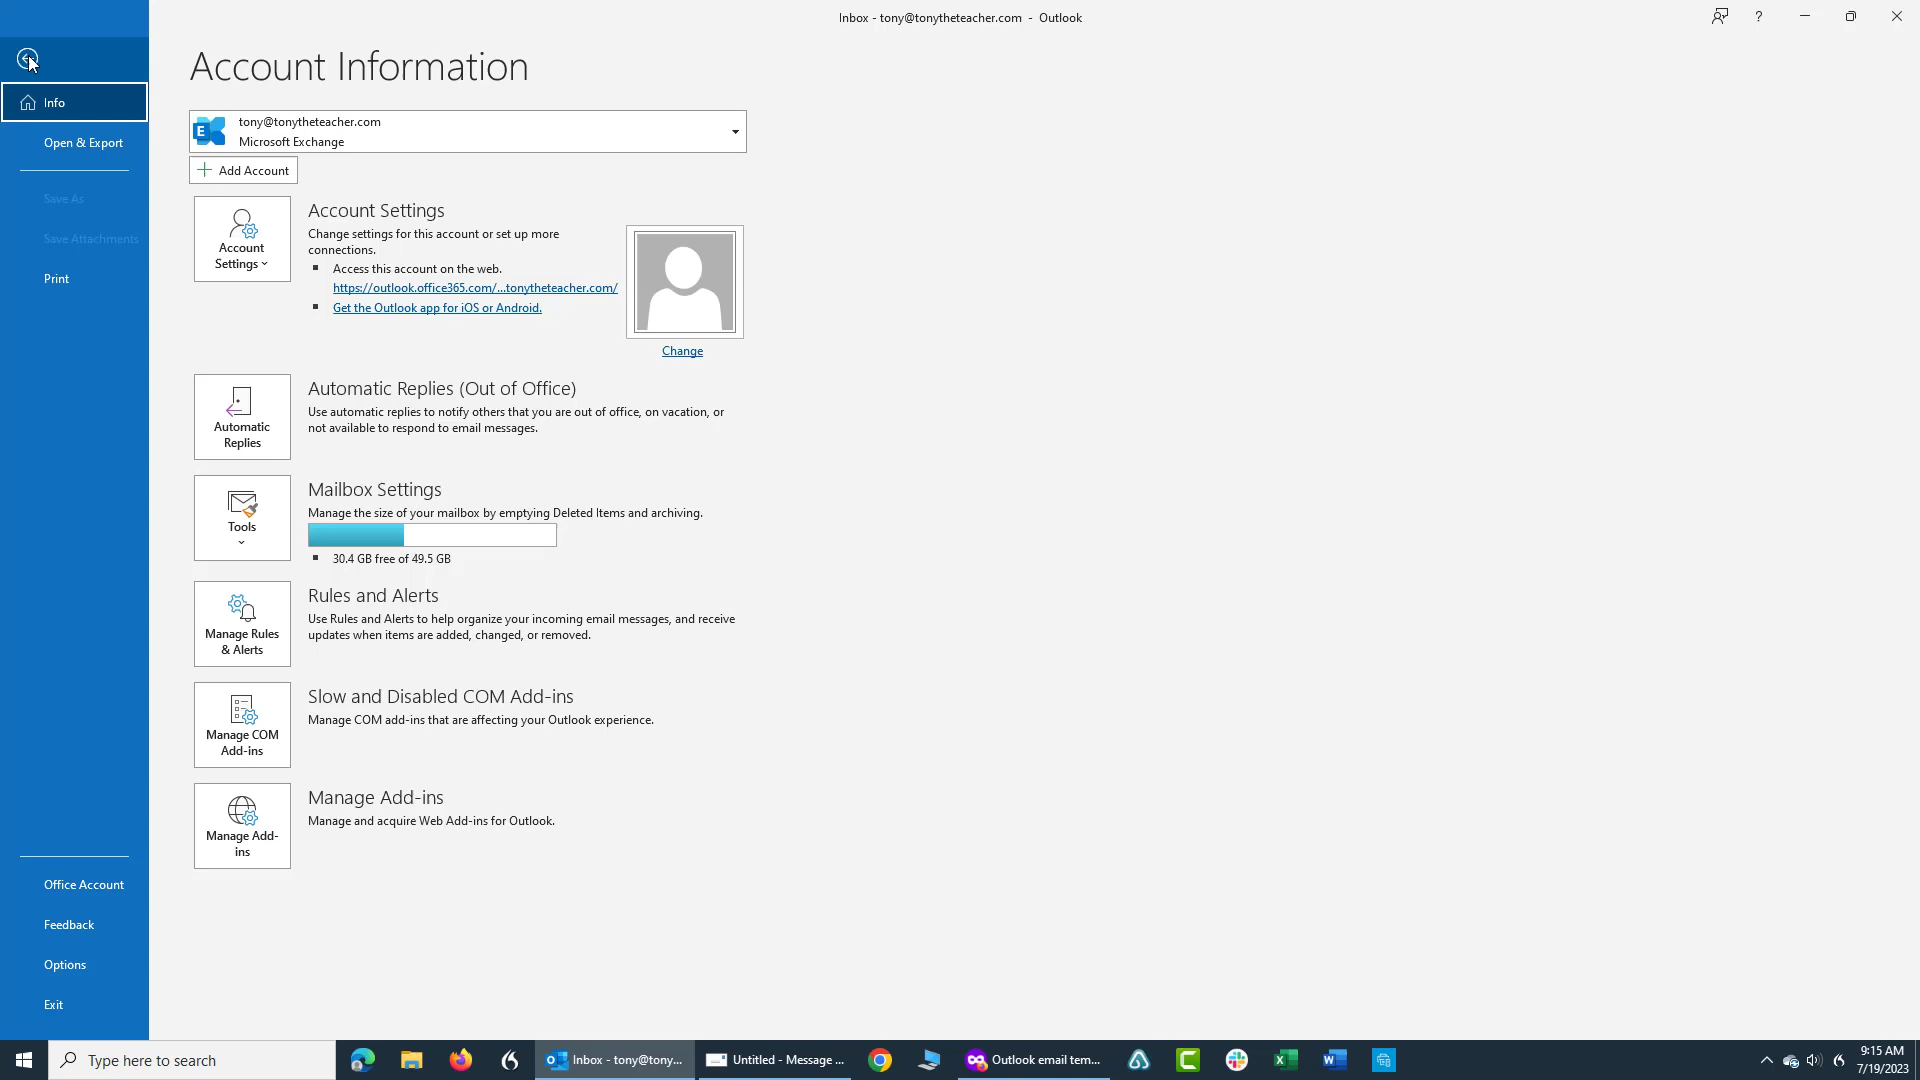 Inbox - tony@tonytheteacher.com - Outlook
?
Account Information
Info
Open & Export
Save As
Save Attachments
Print
Office Account
Feedback
Options
Exit
E
tony@tonytheteacher.com
Microsoft Exchange
Add Account
Account
Settings
Account Settings
Change settings for this account or set up more
connections.
Access this account on the web.
https://outlook.office365.com/...tonytheteacher.com/
Get the Outlook app for iOS or Android.
Change
Automatic
Replies
Automatic Replies (Out of Office)
Use automatic replies to notify others that you are out of office, on vacation, or
not available to respond to email messages.
Tools
Mailbox Settings
Manage the size of your mailbox by emptying Deleted Items and archiving.
30.4 GB free of 49.5 GB
Manage Rules
& Alerts
Rules and Alerts
Use Rules and Alerts to help organize your incoming email messages, and receive
updates when items are added, changed, or removed.
Manage COM
Add-ins
Slow and Disabled COM Add-ins
Manage COM add-ins that are affecting your Outlook experience.
Manage Add-
ins
Manage Add-ins
Manage and acquire Web Add-ins for Outlook.
Type here to search
Inbox - tony@tony...
Untitled - Message ...
Outlook email tem...
9:15 AM
7/19/2023